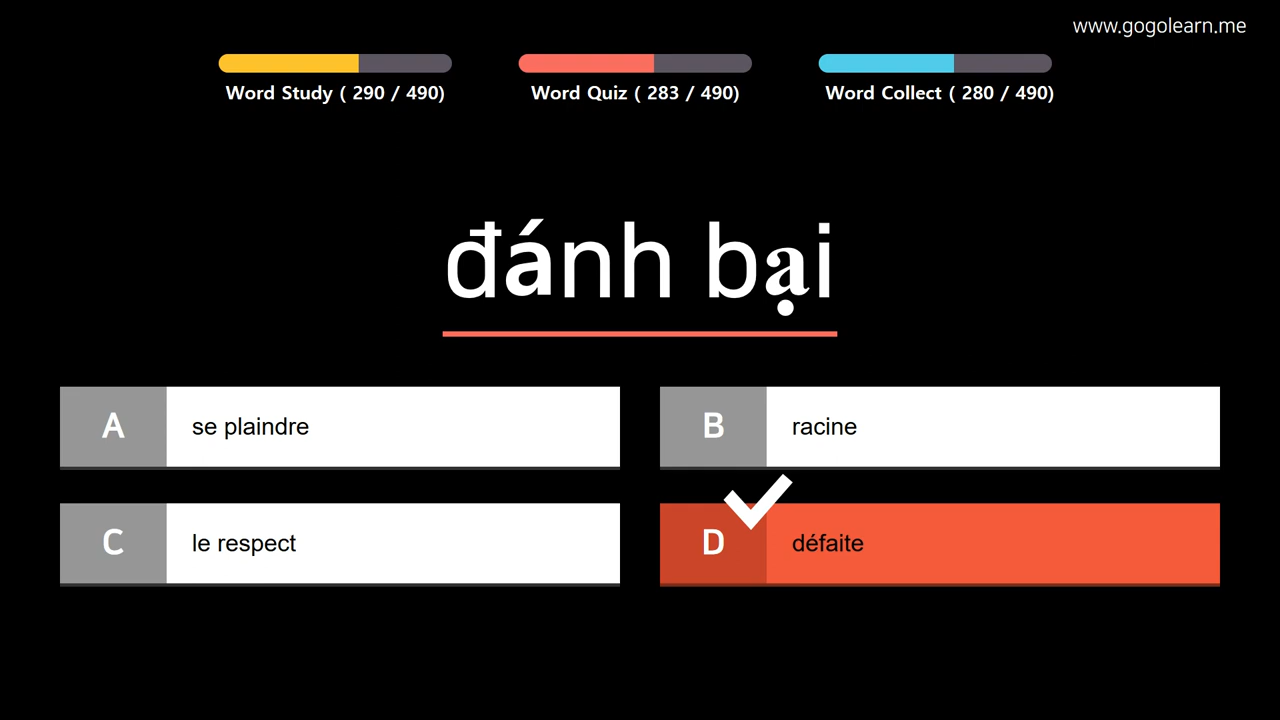 www.gogolearn.me
Word Study ( 290 / 490)
Word Quiz ( 283 / 490)
Word Collect ( 280 / 490)
đánh bại
A se plaindre
B racine
C le respect
D défaite